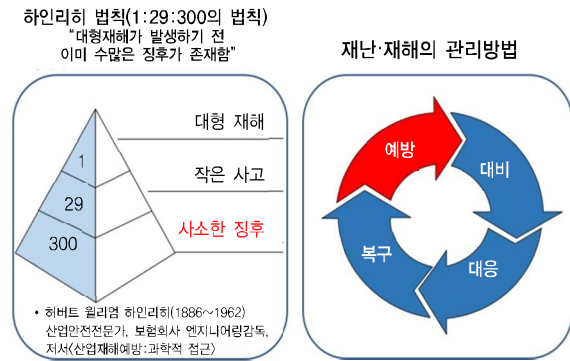 하인리히 법칙(1:29:300의 법칙)
“대형재해가 발생하기 전
이미 수많은 징후가 존재함”
1
29
300
대형 재해
작은 사고
사소한 징후
• 허버트 윌리엄 하인리히(1886~1962)
산업안전전문가, 보험회사 엔지니어링감독,
저서<산업재해예방:과학적 접근>
재난·재해의 관리방법
예방
대비
대응
복구